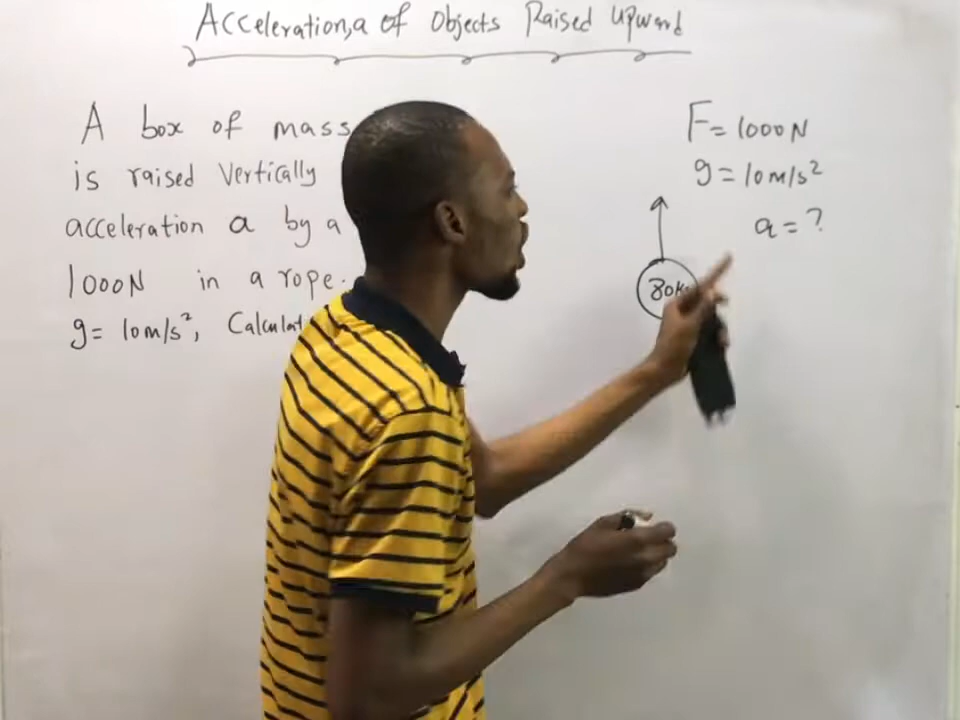 Acceleration, a of Objects Raised Upward
A box of mass
is raised vertically
acceleration a by a
1000N in a rope.
g = 10m/s², Calculat
F = 1000N
g = 10m/s²
a = ?